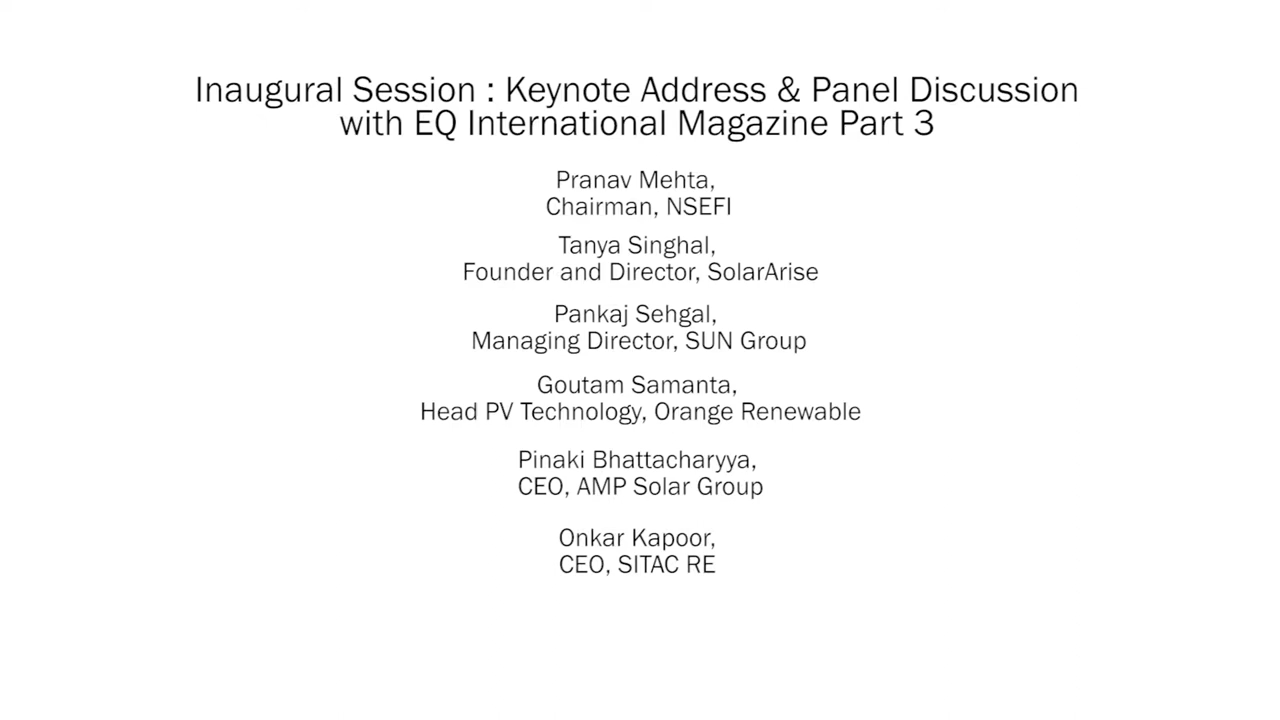 Inaugural Session : Keynote Address & Panel Discussion
with EQ International Magazine Part 3
Pranav Mehta,
Chairman, NSEFI
Tanya Singhal,
Founder and Director, SolarArise
Pankaj Sehgal,
Managing Director, SUN Group
Goutam Samanta,
Head PV Technology, Orange Renewable
Pinaki Bhattacharyya,
CEO, AMP Solar Group
Onkar Kapoor,
CEO, SITAC RE